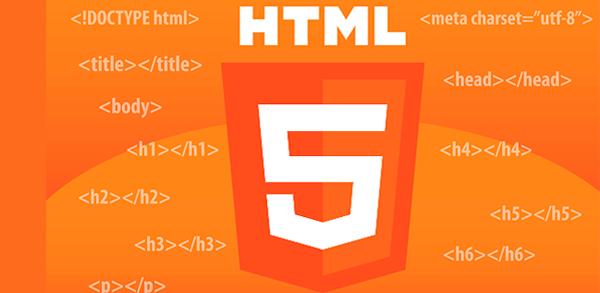 HTML
5
<!DOCTYPE html>
<title></title>
<body>
<h1></h1>
<h2></h2>
<h3></h3>
<p></p>
<meta charset=”utf-8”>
<head></head>
<h4></h4>
<h5></h5>
<h6></h6>